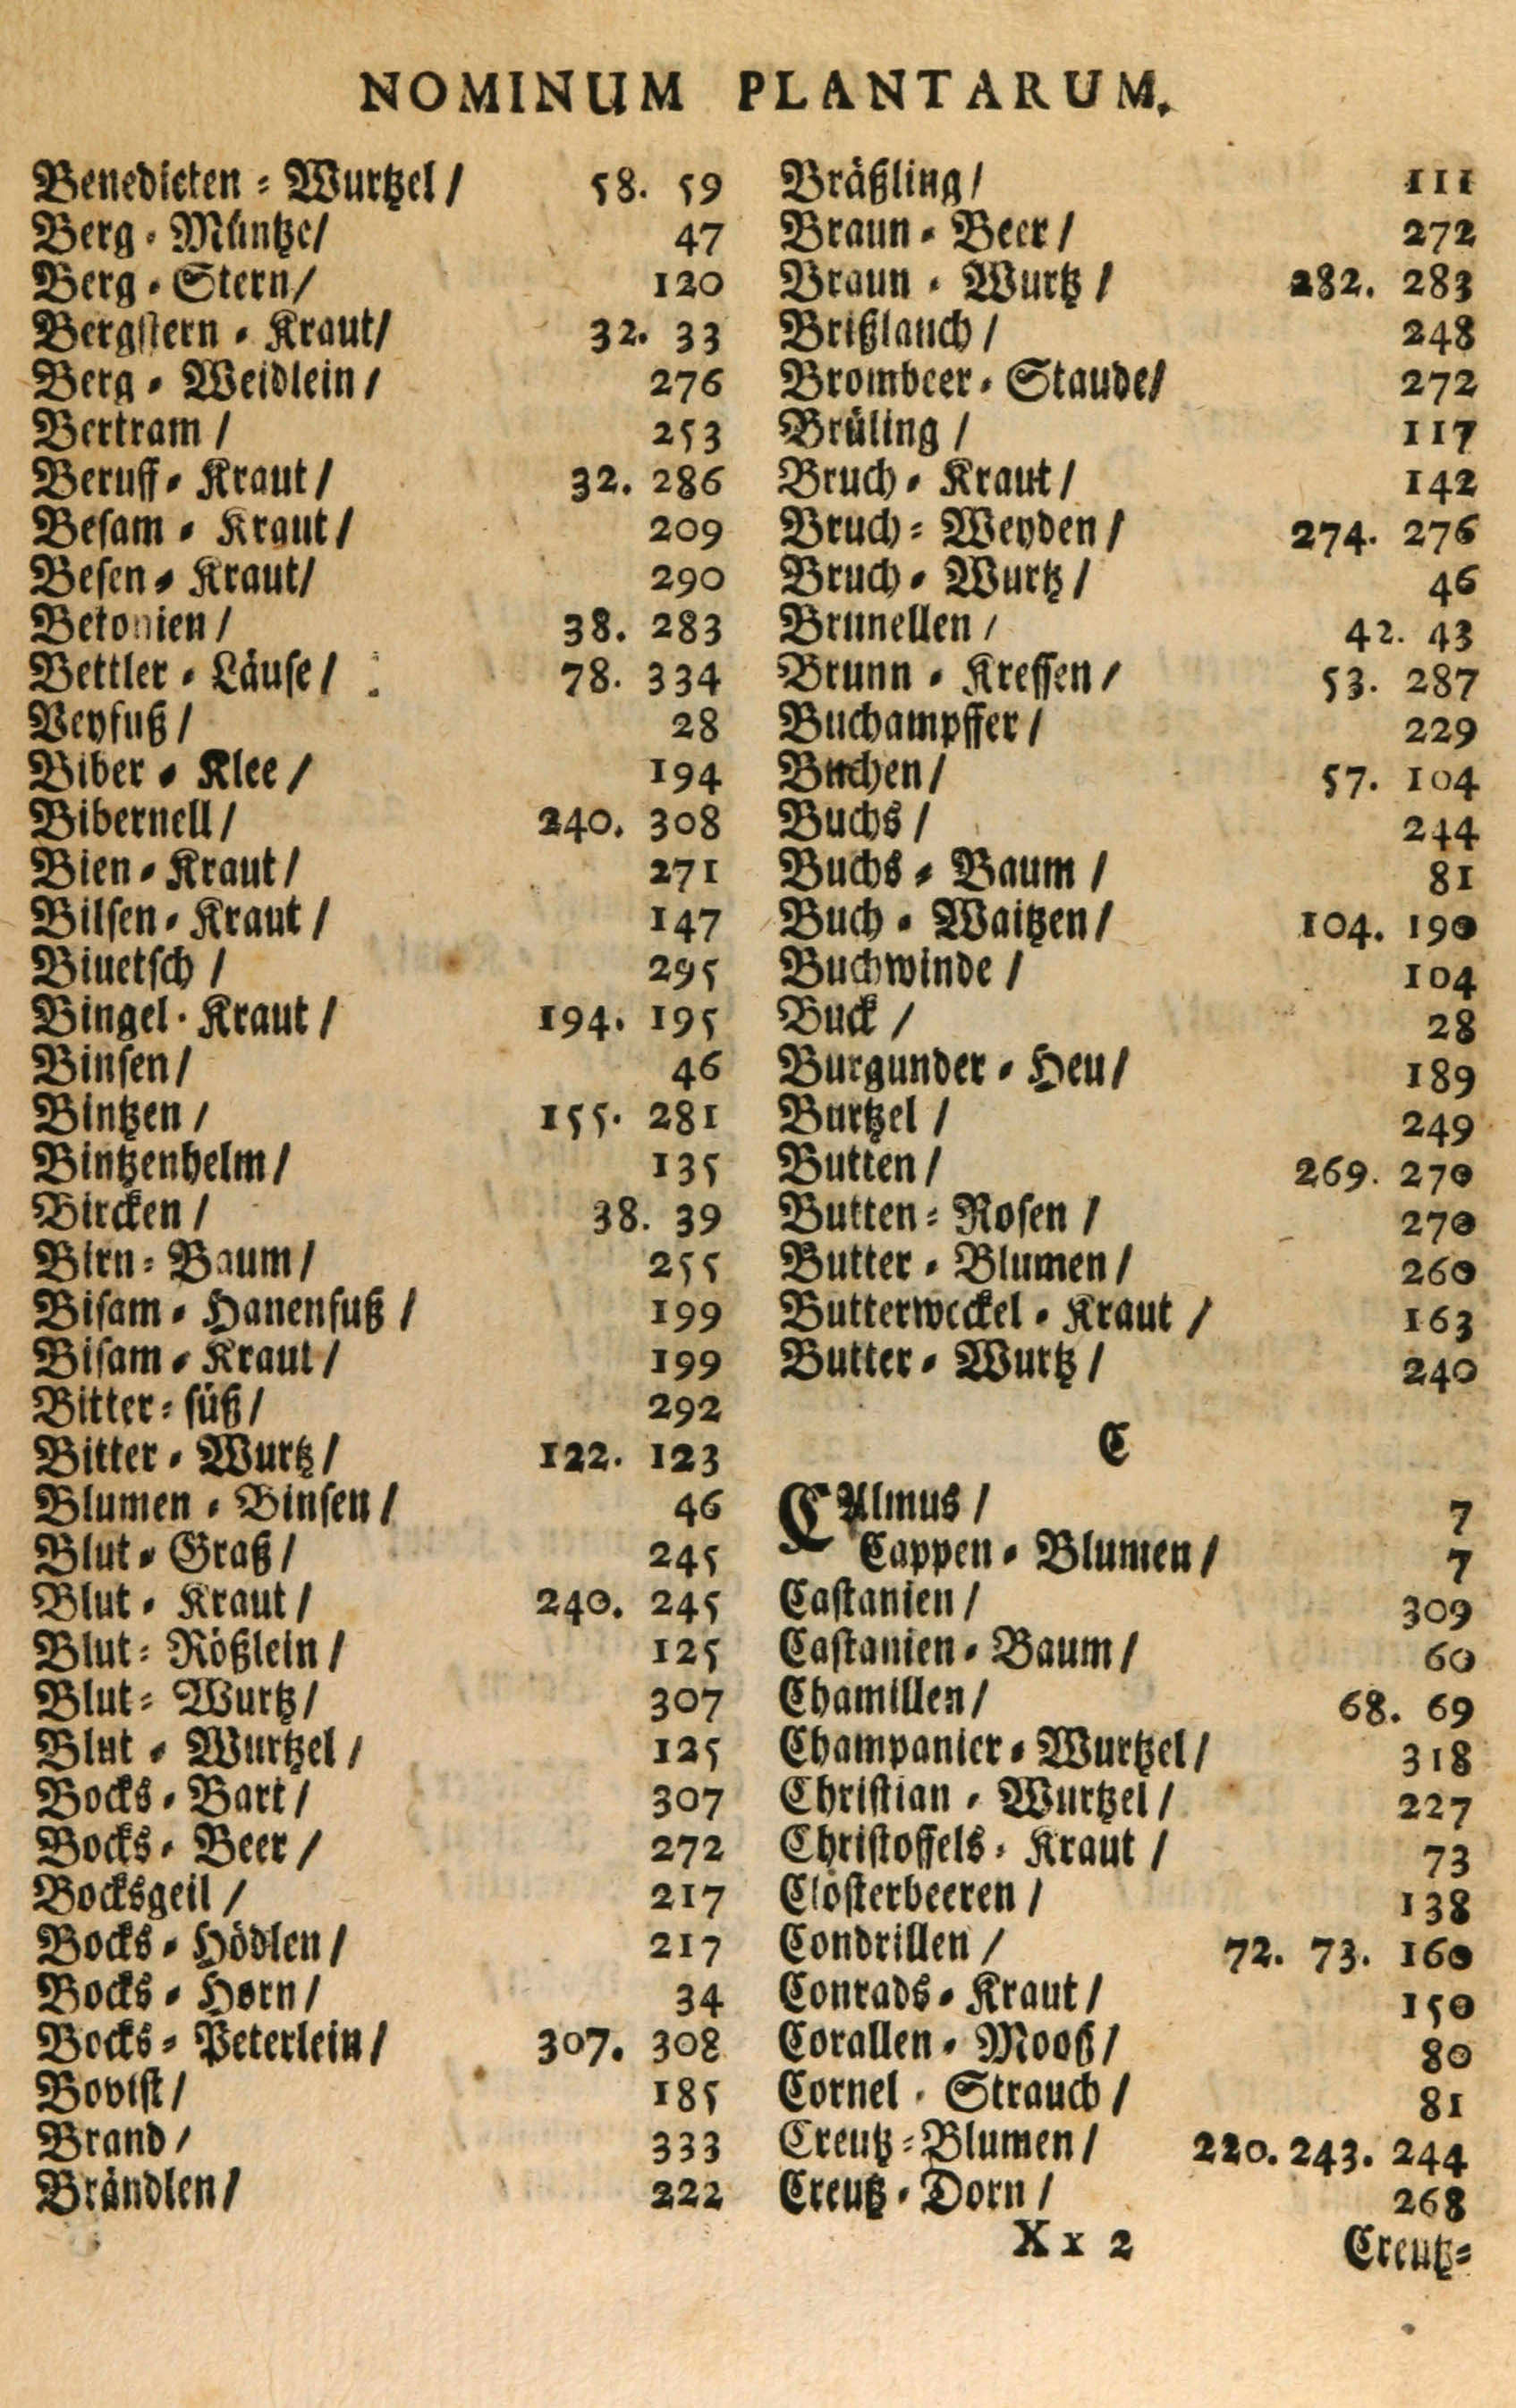 NOMINUM PLANTARUM.
Benedicten-Wurtzel / 58. 59
Berg-Müntze / 47
Berg-Stern / 120
Bergstern-Kraut / 32. 33
Berg-Weidlein / 276
Bertram / 253
Beruff-Kraut / 32. 286
Besam-Kraut / 209
Besen-Kraut / 290
Betonien / 38. 283
Bettler-Läuse / 78. 334
Beyfuß / 28
Biber-Klee / 194
Bibernell / 240. 308
Bien-Kraut / 271
Bilsen-Kraut / 147
Biuetsch / 295
Bingel-Kraut / 194. 195
Binsen / 46
Bintzen / 155. 281
Bintzenhelm / 135
Bircken / 38. 39
Birn-Baum / 255
Bisam-Hanenfuß / 199
Bisam-Kraut / 199
Bitter-süß / 292
Bitter-Wurtz / 122. 123
Blumen-Binsen / 46
Blut-Graß / 245
Blut-Kraut / 240. 245
Blut-Rößlein / 125
Blut-Wurtz / 307
Blut-Wurtzel / 125
Bocks-Bart / 307
Bocks-Beer / 272
Bocksgeil / 217
Bocks-Hödlen / 217
Bocks-Horn / 34
Bocks-Peterlein / 307. 308
Bovist / 185
Brand / 333
Brändlen / 222
Bräßling / 111
Braun-Beer / 272
Braun-Wurtz / 282. 283
Brißlauch / 248
Brombeer-Staude / 272
Brüling / 117
Bruch-Kraut / 142
Bruch-Weyden / 274. 276
Bruch-Wurtz / 46
Brunellen / 42. 43
Brunn-Kressen / 53. 287
Buchampffer / 229
Buchen / 57. 104
Buchs / 244
Buchs-Baum / 81
Buch-Waitzen / 104. 190
Buchwinde / 104
Buck / 28
Burgunder-Heu / 189
Burtzel / 249
Butten / 269. 270
Butten-Rosen / 270
Butter-Blumen / 260
Butterweckel-Kraut / 163
Butter-Wurtz / 240
C
CAlmus / 7
Cappen-Blumen / 7
Castanien / 309
Castanien-Baum / 60
Chamillen / 68. 69
Champanier-Wurtzel / 318
Christian-Wurtzel / 227
Christoffels-Kraut / 73
Closterbeeren / 138
Condrillen / 72. 73. 160
Conrads-Kraut / 150
Corallen-Mooß / 80
Cornel-Strauch / 81
Creutz-Blumen / 220. 243. 244
Creutz-Dorn / 268
Xx 2
Creutz-